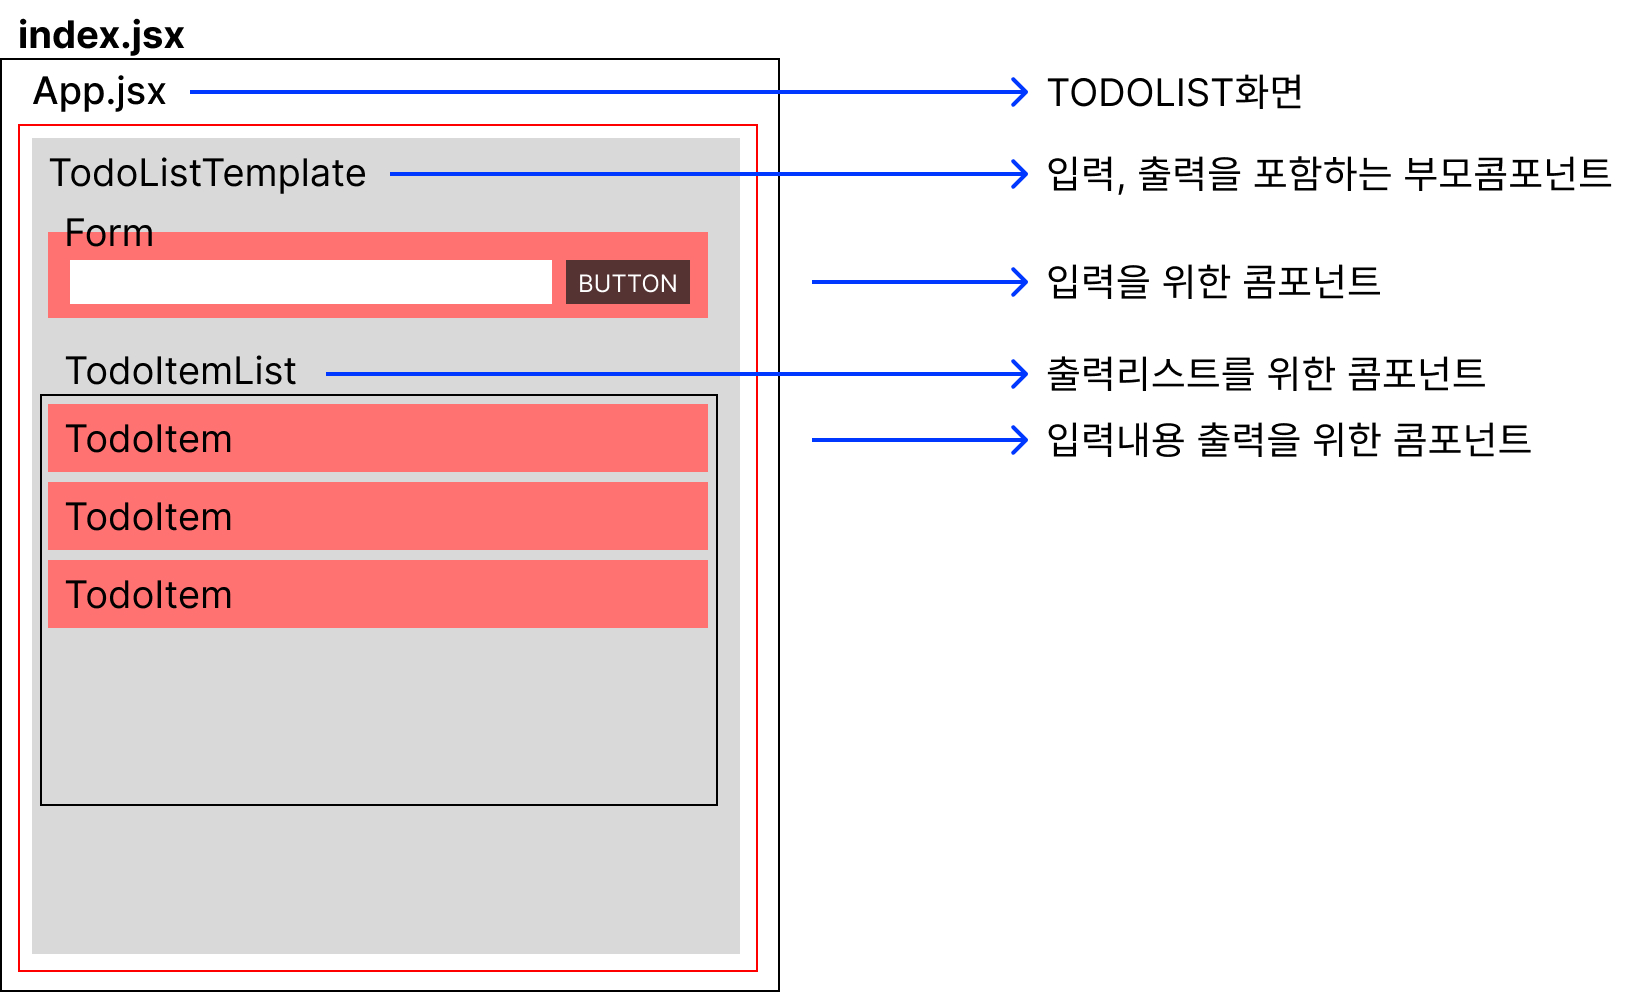 index.jsx
App.jsx
TODOLIST화면
TodoListTemplate
입력, 출력을 포함하는 부모콤포넌트
Form
BUTTON
입력을 위한 콤포넌트
TodoItemList
출력리스트를 위한 콤포넌트
TodoItem
입력내용 출력을 위한 콤포넌트
TodoItem
TodoItem